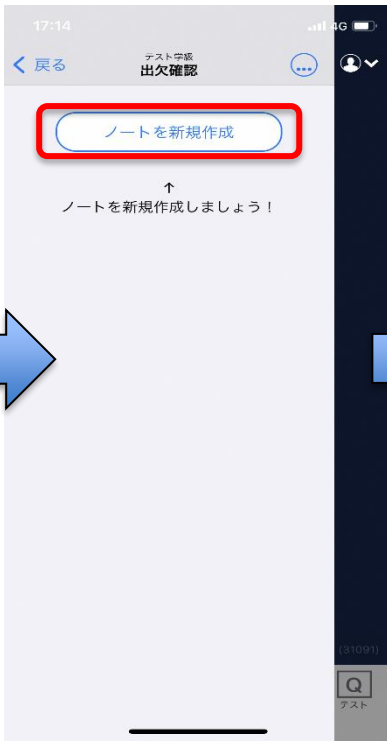 17:14
4G
戻る
テスト学級
出欠確認
ノートを新規作成
↑
ノートを新規作成しましょう！
(31091)
Q
テスト